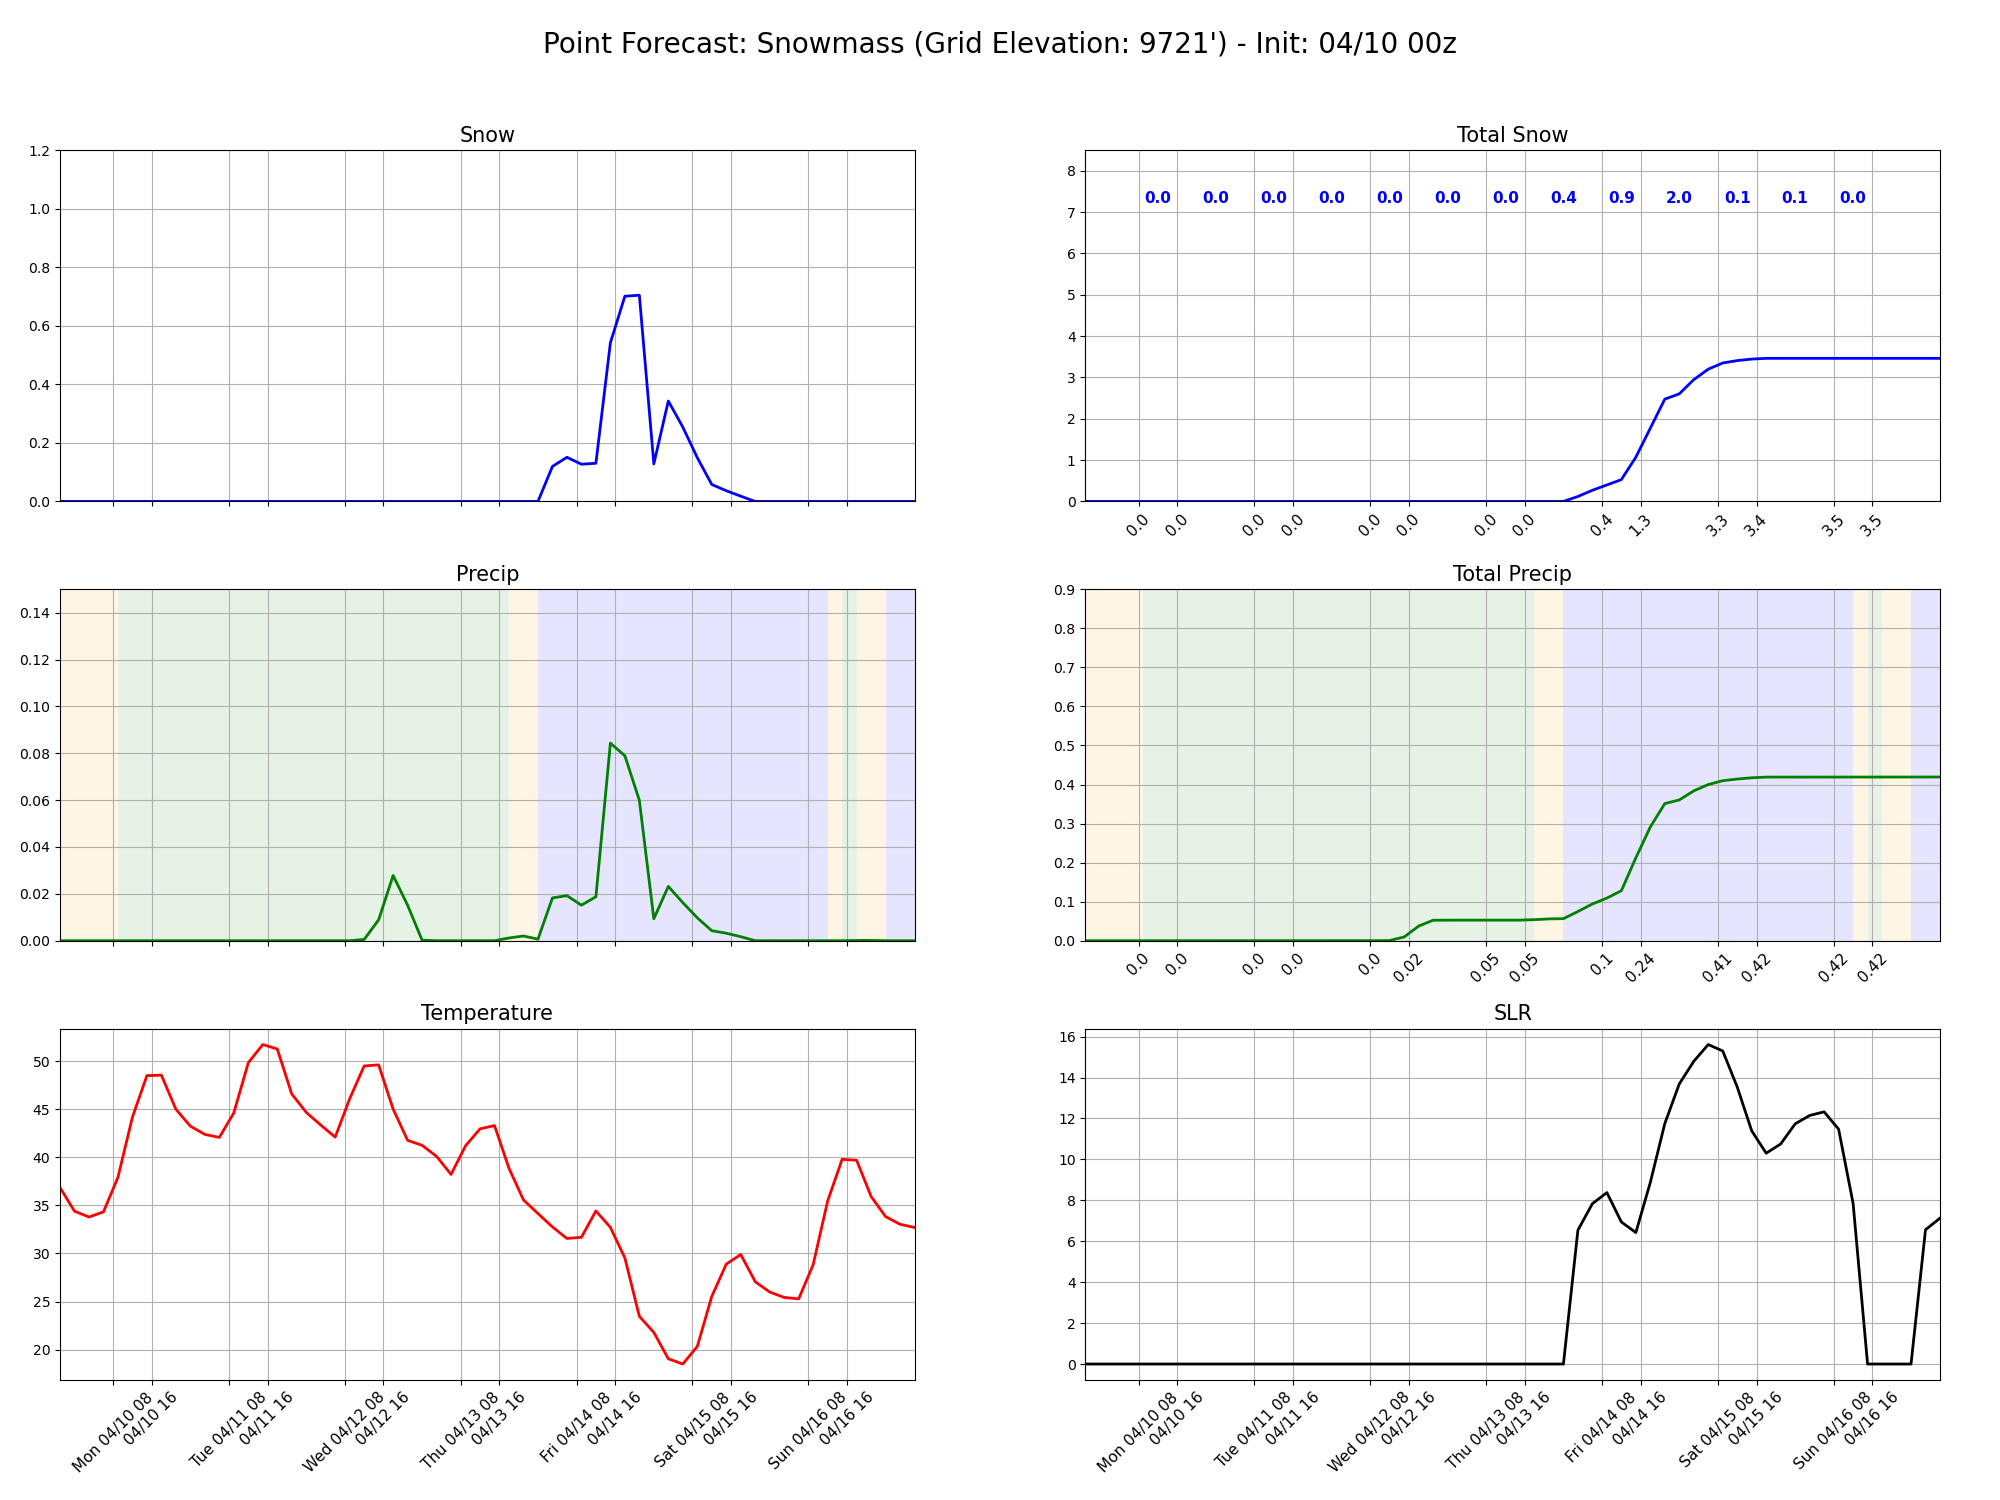 Point Forecast: Snowmass (Grid Elevation: 9721') - Init: 04/10 00z
Snow
1.2
1.0
0.8
0.6
0.4
0.2
0.0
Total Snow
8
7
6
5
4
3
2
1
0
0.0 0.0 0.0 0.0 0.0 0.0 0.0 0.4 0.9 2.0 0.1 0.1 0.0
0.0 0.0 0.0 0.0 0.0 0.0 0.0 0.0 0.4 1.3 3.3 3.4 3.5 3.5
Precip
0.14
0.12
0.10
0.08
0.06
0.04
0.02
0.00
Total Precip
0.9
0.8
0.7
0.6
0.5
0.4
0.3
0.2
0.1
0.0
0.0 0.0 0.0 0.0 0.0 0.02 0.05 0.05 0.1 0.24 0.41 0.42 0.42 0.42
Temperature
50
45
40
35
30
25
20
Mon 04/10 08
04/10 16
Tue 04/11 08
04/11 16
Wed 04/12 08
04/12 16
Thu 04/13 08
04/13 16
Fri 04/14 08
04/14 16
Sat 04/15 08
04/15 16
Sun 04/16 08
04/16 16
SLR
16
14
12
10
8
6
4
2
0
Mon 04/10 08
04/10 16
Tue 04/11 08
04/11 16
Wed 04/12 08
04/12 16
Thu 04/13 08
04/13 16
Fri 04/14 08
04/14 16
Sat 04/15 08
04/15 16
Sun 04/16 08
04/16 16